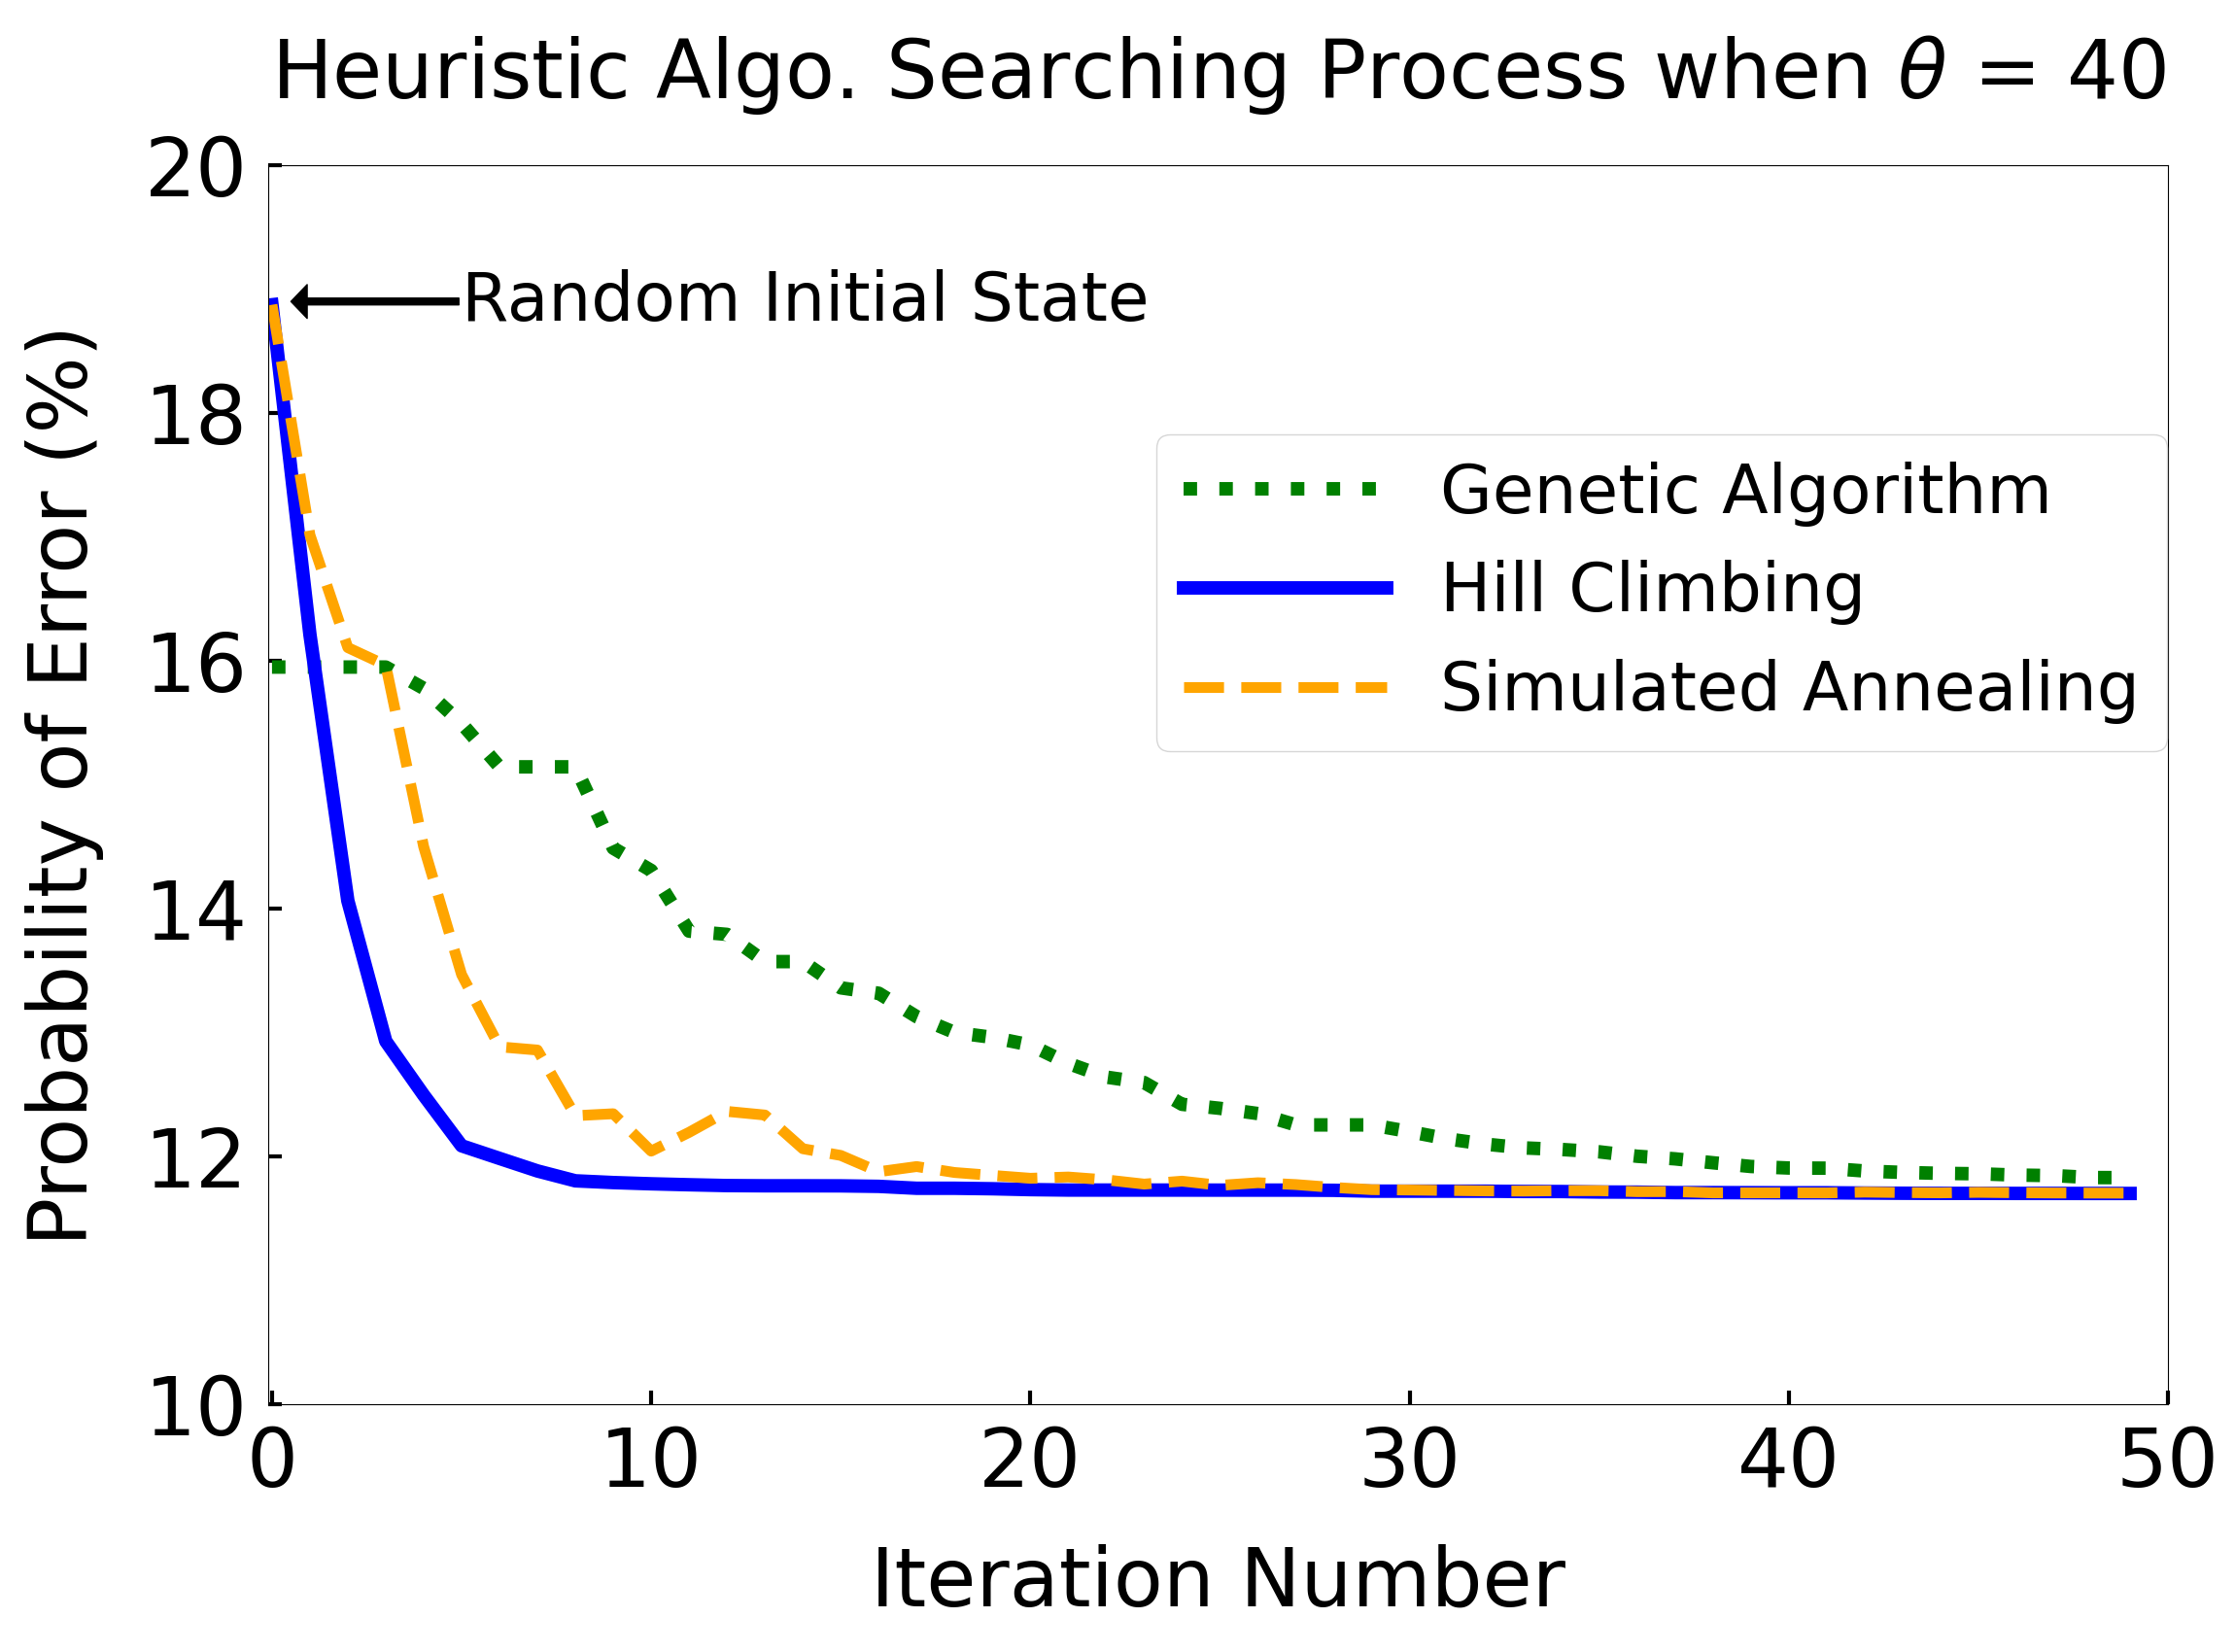 Heuristic Algo. Searching Process when θ = 40
Probability of Error (%)
20
18
16
14
12
10
Random Initial State
Genetic Algorithm
Hill Climbing
Simulated Annealing
0 10 20 30 40 50
Iteration Number